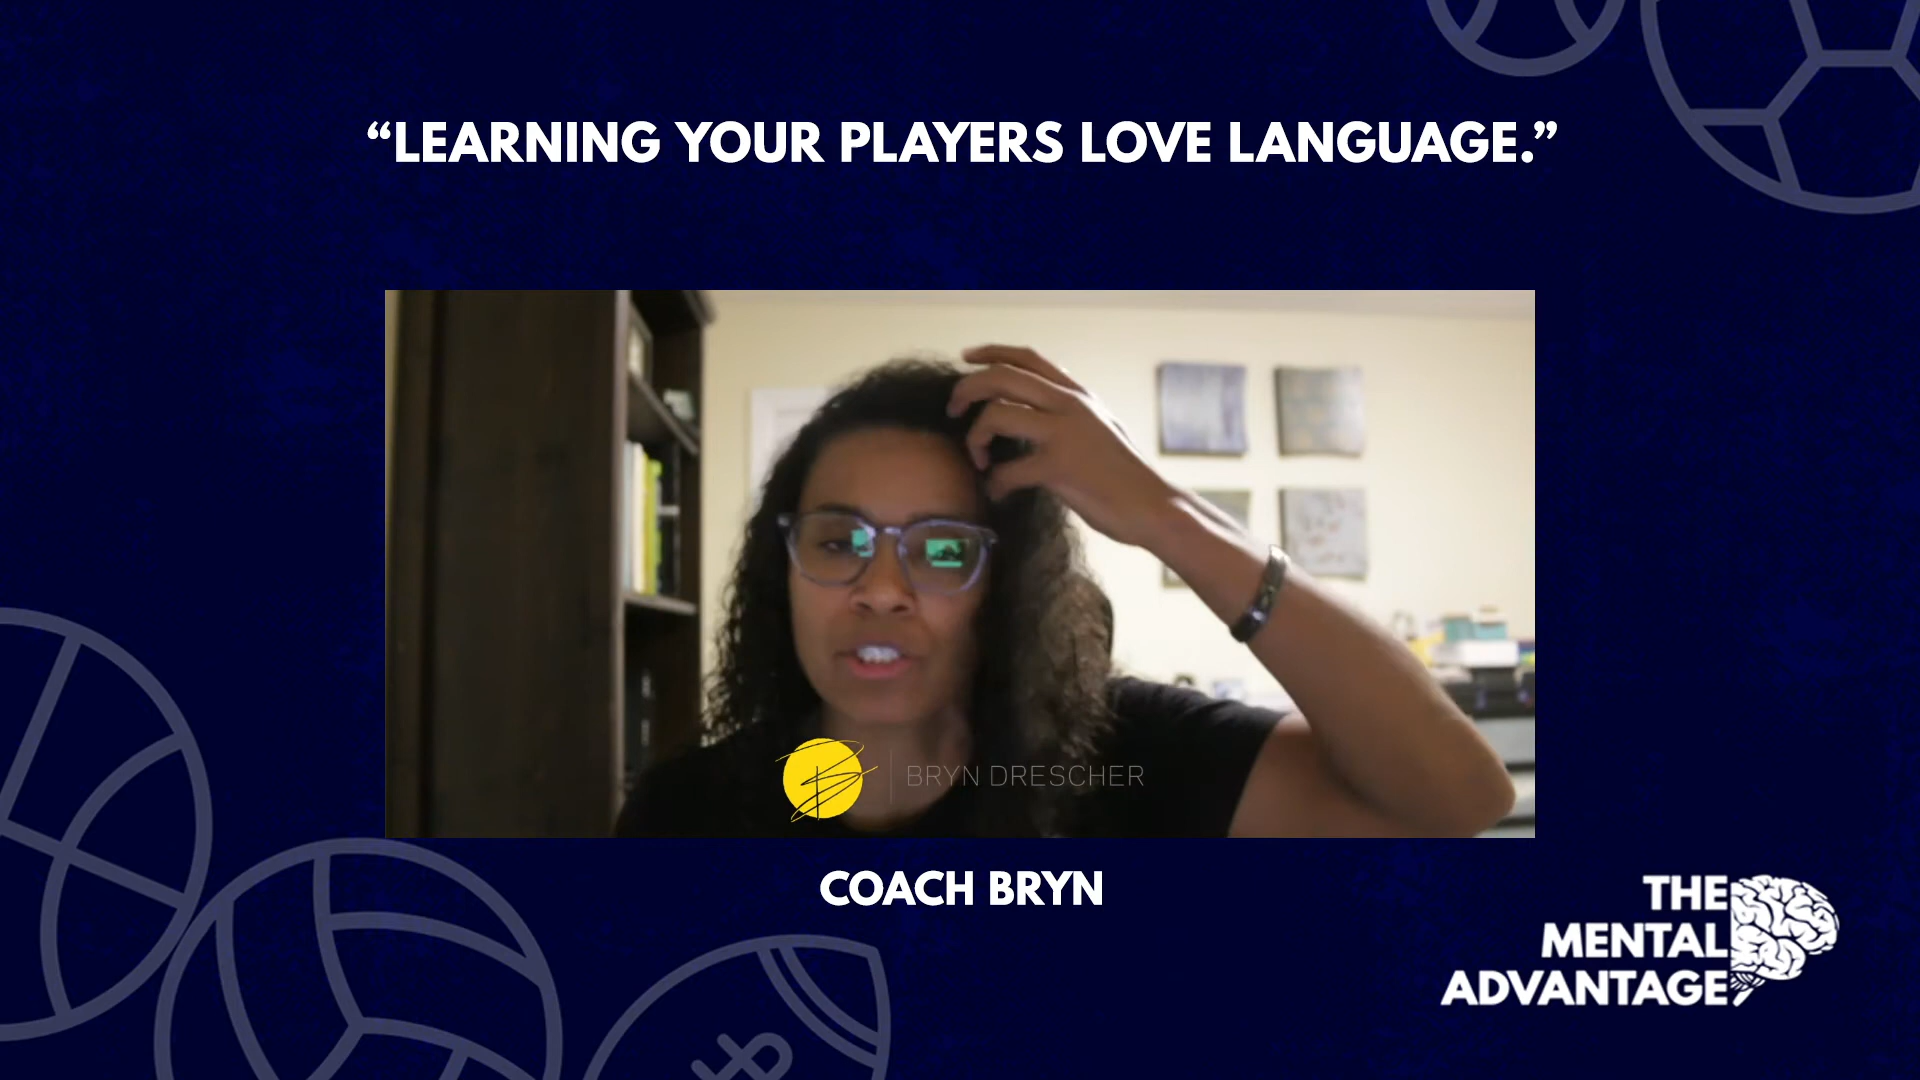 “LEARNING YOUR PLAYERS LOVE LANGUAGE.”
BRYN DRESCHER
COACH BRYN
THE
MENTAL
ADVANTAGE